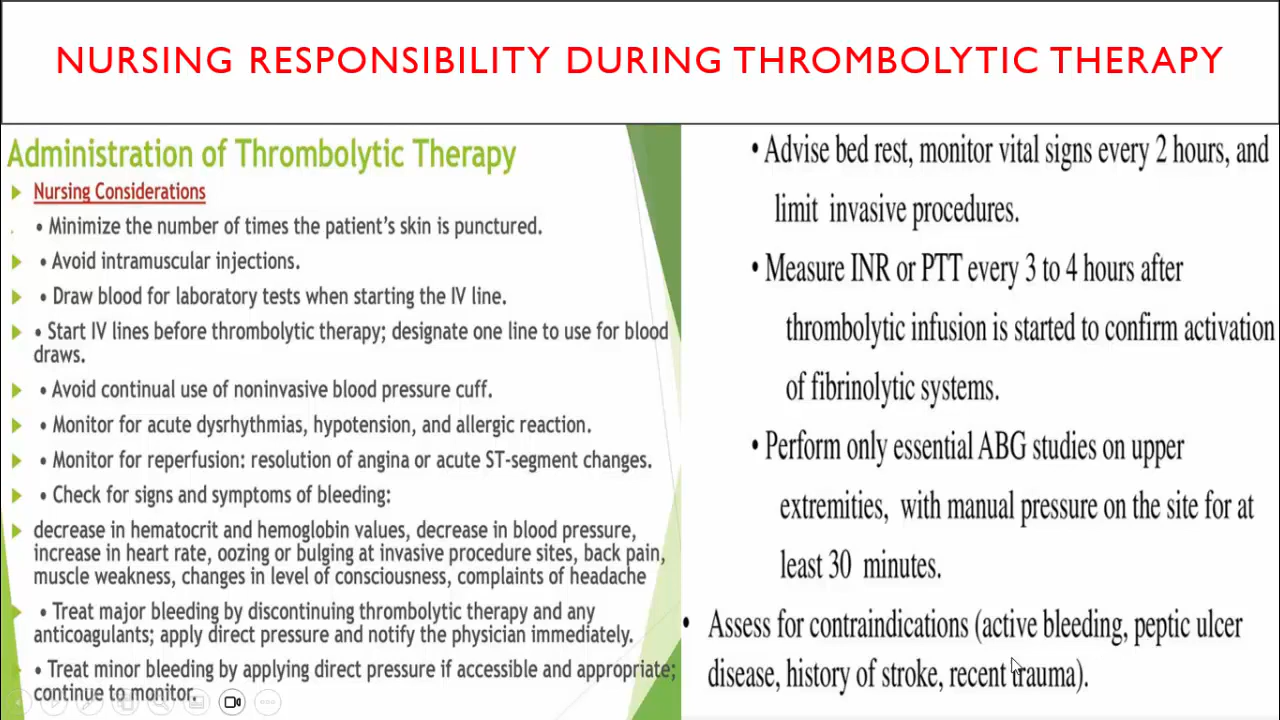 NURSING RESPONSIBILITY DURING THROMBOLYTIC THERAPY
Administration of Thrombolytic Therapy
Nursing Considerations
• Minimize the number of times the patient's skin is punctured.
• Avoid intramuscular injections.
• Draw blood for laboratory tests when starting the IV line.
• Start IV lines before thrombolytic therapy; designate one line to use for blood
draws.
• Avoid continual use of noninvasive blood pressure cuff.
• Monitor for acute dysrhythmias, hypotension, and allergic reaction.
• Monitor for reperfusion: resolution of angina or acute ST-segment changes.
• Check for signs and symptoms of bleeding:
decrease in hematocrit and hemoglobin values, decrease in blood pressure,
increase in heart rate, oozing or bulging at invasive procedure sites, back pain,
muscle weakness, changes in level of consciousness, complaints of headache
• Treat major bleeding by discontinuing thrombolytic therapy and any
anticoagulants; apply direct pressure and notify the physician immediately.
• Treat minor bleeding by applying direct pressure if accessible and appropriate;
continue to monitor.
• Advise bed rest, monitor vital signs every 2 hours, and
limit invasive procedures.
• Measure INR or PTT every 3 to 4 hours after
thrombolytic infusion is started to confirm activation
of fibrinolytic systems.
• Perform only essential ABG studies on upper
extremities, with manual pressure on the site for at
least 30 minutes.
• Assess for contraindications (active bleeding, peptic ulcer
disease, history of stroke, recent trauma).